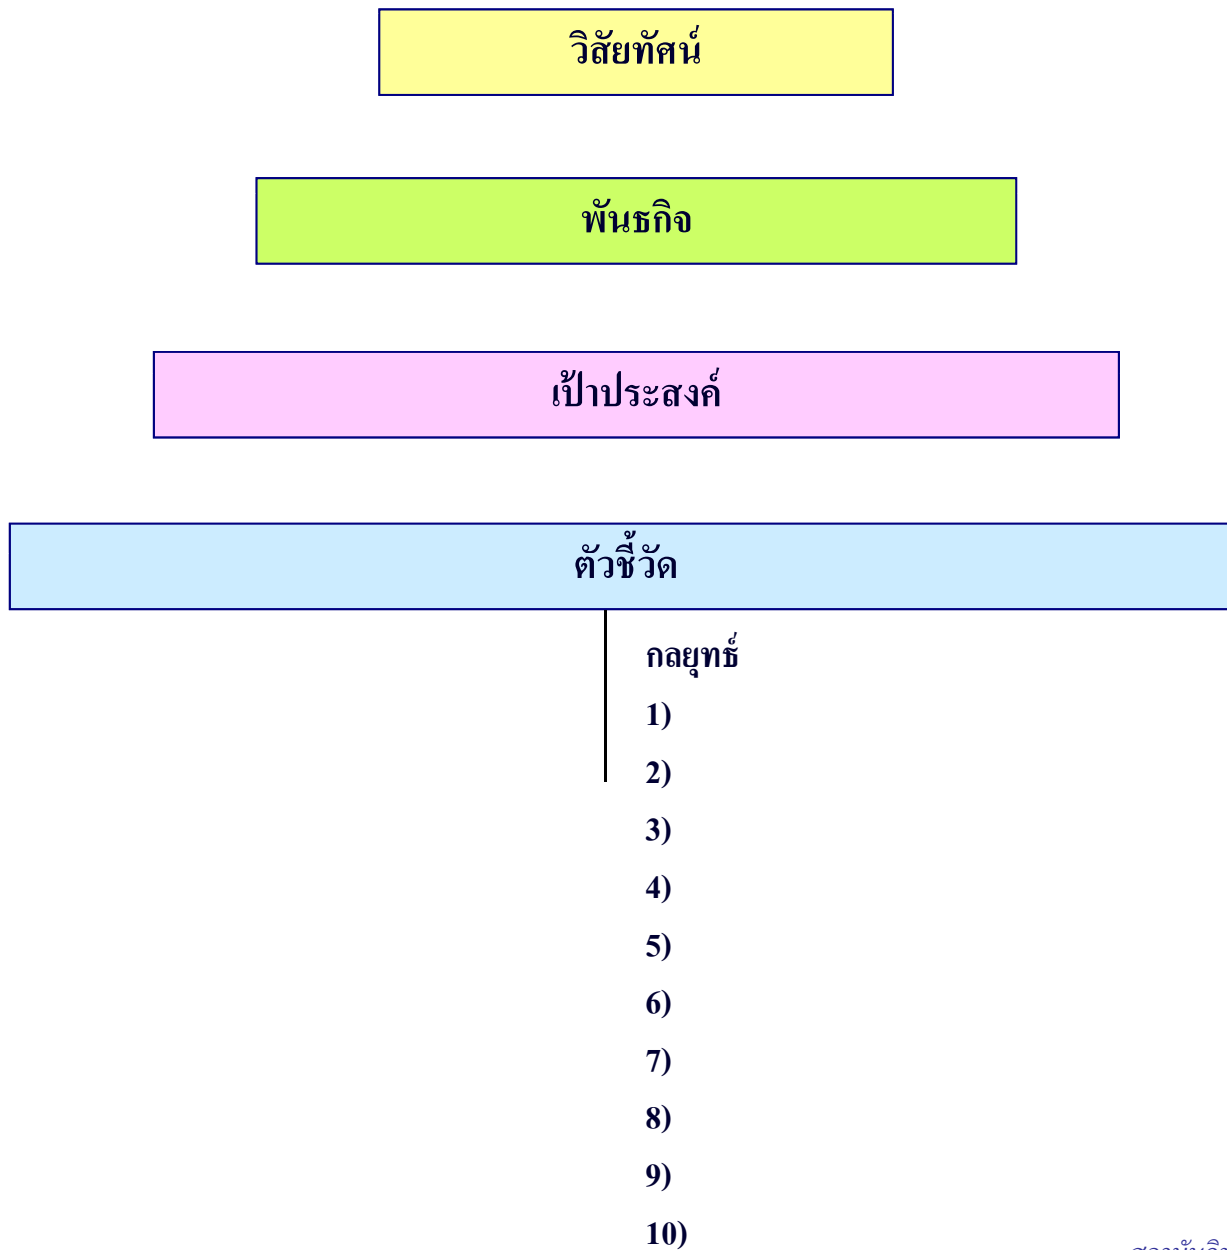 วิสัยทัศน์
พันธกิจ
เป้าประสงค์
ตัวชี้วัด
กลยุทธ์
1)
2)
3)
4)
5)
6)
7)
8)
9)
10)